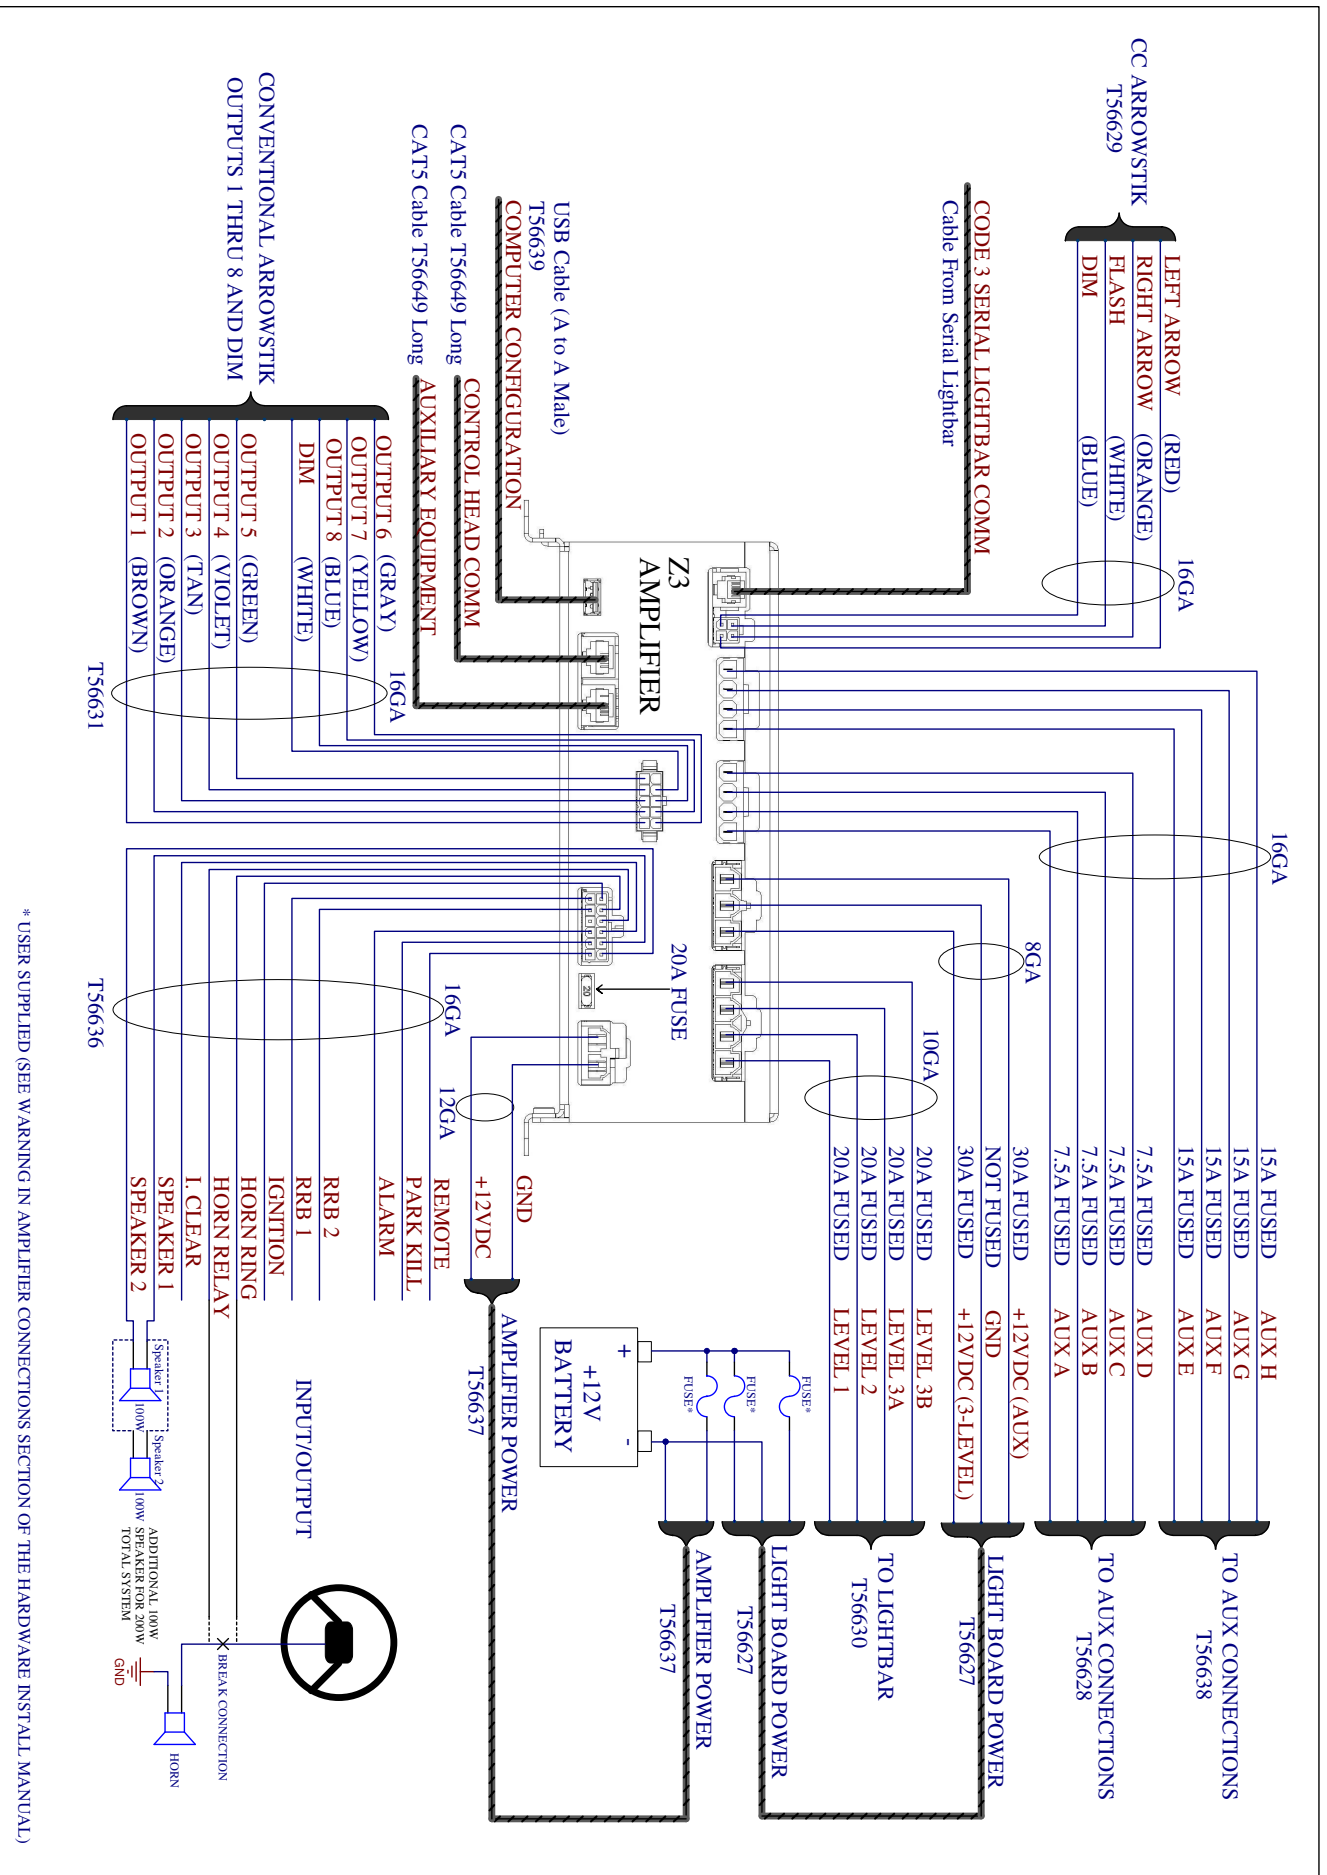 CC ARROWSTIK
T56629
LEFT ARROW (RED)
RIGHT ARROW (ORANGE)
FLASH (WHITE)
DIM (BLUE)
16GA
CODE 3 SERIAL LIGHTBAR COMM
Cable From Serial Lightbar
USB Cable (A to A Male)
T56639
COMPUTER CONFIGURATION
CAT5 Cable T56649 Long
CONTROL HEAD COMM
CAT5 Cable T56649 Long
AUXILIARY EQUIPMENT
CONVENTIONAL ARROWSTIK
OUTPUTS 1 THRU 8 AND DIM
OUTPUT 6 (GRAY)
OUTPUT 7 (YELLOW)
OUTPUT 8 (BLUE)
DIM (WHITE)
OUTPUT 5 (GREEN)
OUTPUT 4 (VIOLET)
OUTPUT 3 (TAN)
OUTPUT 2 (ORANGE)
OUTPUT 1 (BROWN)
16GA
T56631
Z3
AMPLIFIER
20A FUSE
20
16GA
15A FUSED AUX H
15A FUSED AUX G
15A FUSED AUX F
15A FUSED AUX E
TO AUX CONNECTIONS
T56638
7.5A FUSED AUX D
7.5A FUSED AUX C
7.5A FUSED AUX B
7.5A FUSED AUX A
TO AUX CONNECTIONS
T56628
8GA
30A FUSED +12VDC (AUX)
NOT FUSED GND
30A FUSED +12VDC (3-LEVEL)
LIGHT BOARD POWER
T56627
10GA
20A FUSED LEVEL 3B
20A FUSED LEVEL 3A
20A FUSED LEVEL 2
20A FUSED LEVEL 1
TO LIGHTBAR
T56630
FUSE*
FUSE*
FUSE*
LIGHT BOARD POWER
T56627
AMPLIFIER POWER
T56637
+ -
+12V
BATTERY
12GA
GND
+12VDC
AMPLIFIER POWER
T56637
16GA
T56636
REMOTE
PARK KILL
ALARM
RRB 2
RRB 1
IGNITION
HORN RING
HORN RELAY
I. CLEAR
SPEAKER 1
SPEAKER 2
INPUT/OUTPUT
Speaker 1
100W
Speaker 2
100W
ADDITIONAL 100W
SPEAKER FOR 200W
TOTAL SYSTEM
BREAK CONNECTION
GND
HORN
* USER SUPPLIED (SEE WARNING IN AMPLIFIER CONNECTIONS SECTION OF THE HARDWARE INSTALL MANUAL)